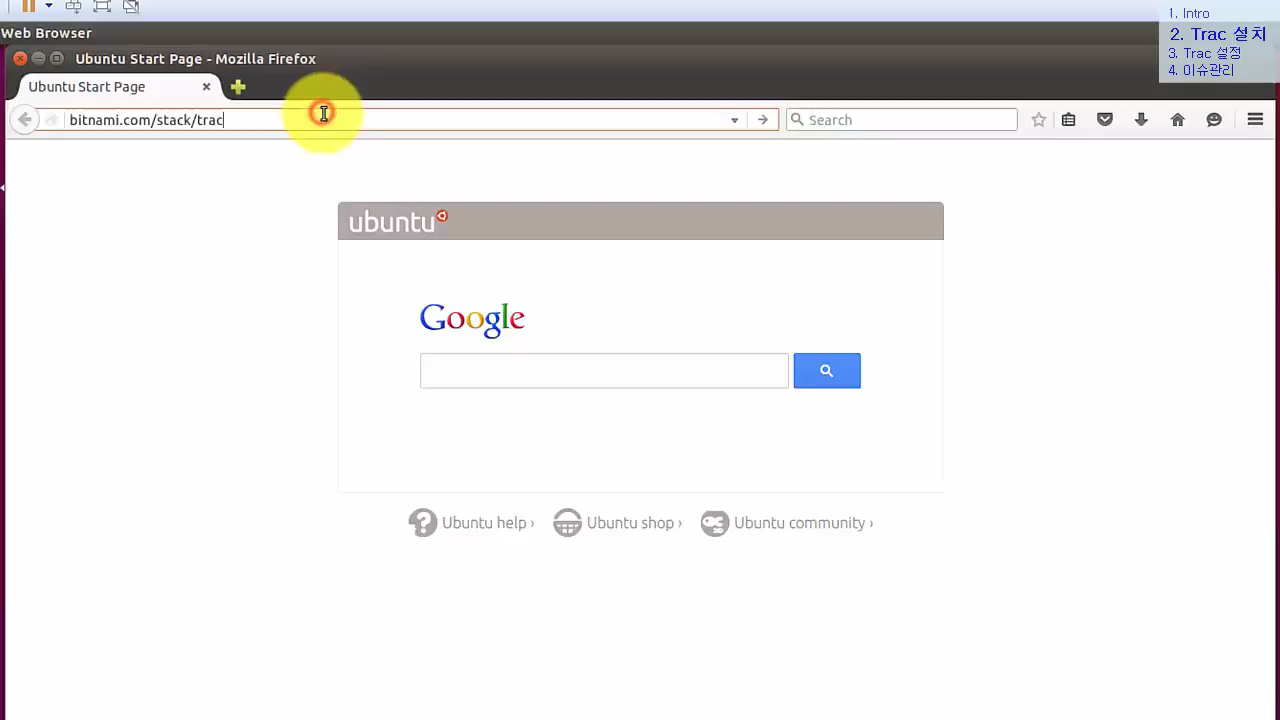 1. Intro
2. Trac 설치
3. Trac 설정
4. 이슈관리
Web Browser
Ubuntu Start Page - Mozilla Firefox
Ubuntu Start Page
bitnami.com/stack/trac
Search
ubuntu
Google
Ubuntu help ›
Ubuntu shop ›
Ubuntu community ›